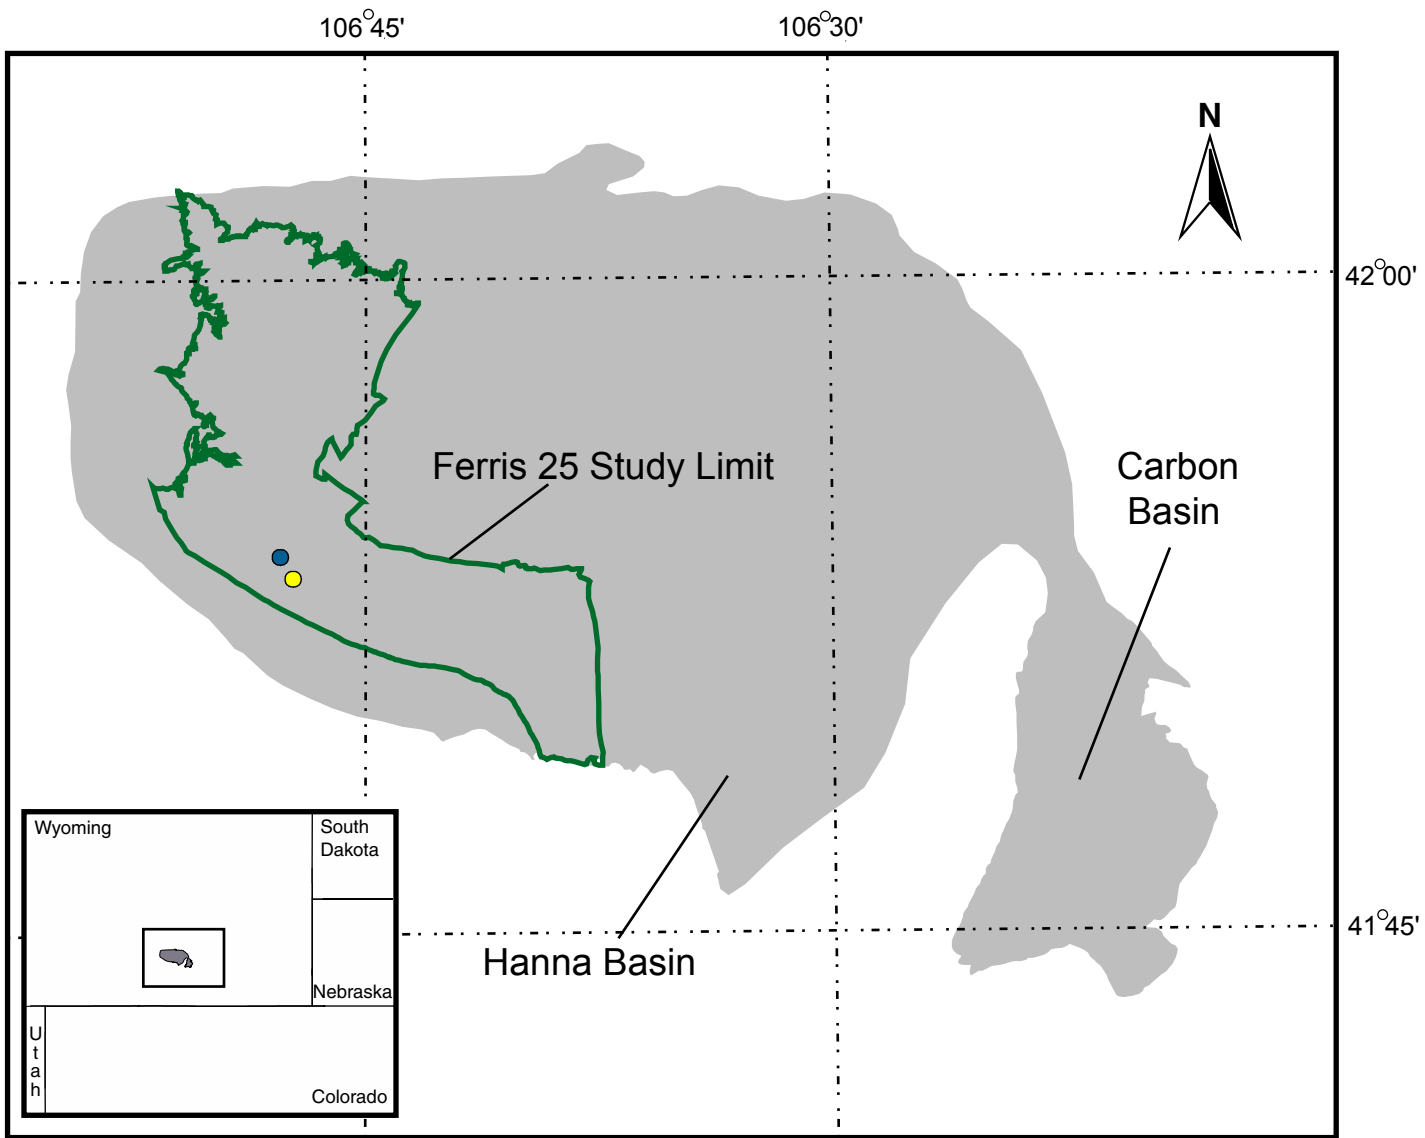 106°45'
106°30'
N
42°00'
Ferris 25 Study Limit
Carbon
Basin
Wyoming
South
Dakota
41°45'
Hanna Basin
Nebraska
U
t
a
h
Colorado